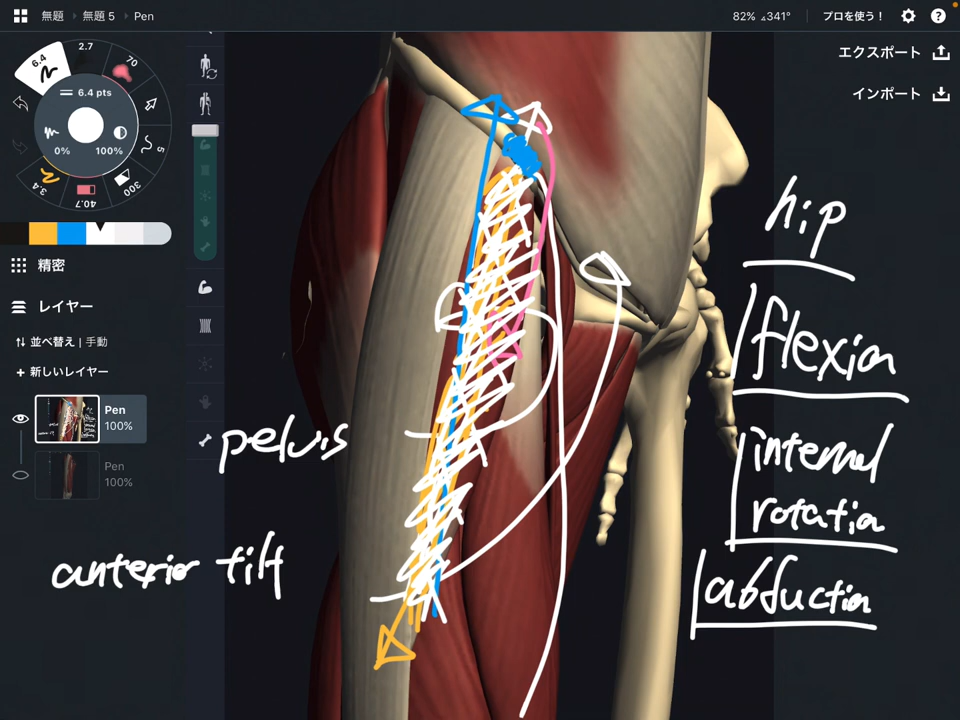 無題 › 無題 5 › Pen
82% ⦟341°
プロを使う！
エクスポート
インポート
2.7
6.4
70
6.4 pts
0% 100%
5
3.4
40.7
300
精密
レイヤー
並べ替え | 手動
+ 新しいレイヤー
Pen
100%
Pen
100%
pelvis
anterior tilt
hip
flexion
internal
rotation
abduction